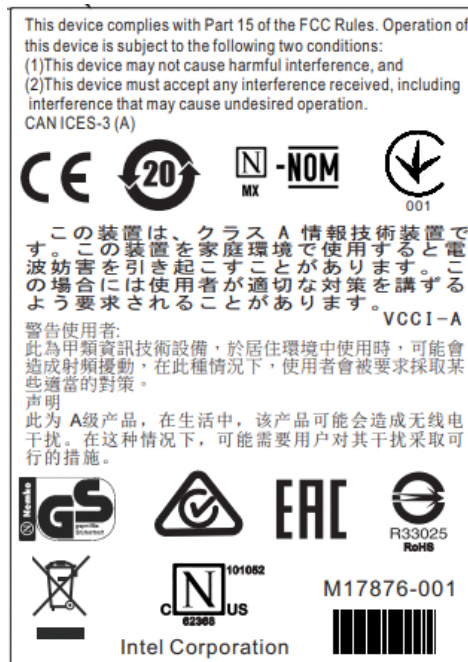 This device complies with Part 15 of the FCC Rules. Operation of
this device is subject to the following two conditions:
(1)This device may not cause harmful interference, and
(2)This device must accept any interference received, including
interference that may cause undesired operation.
CAN ICES-3 (A)
CE 20 N MX -NOM 001
この装置は、クラス A 情報技術装置で
す。この装置を家庭環境で使用すると電
波妨害を引き起こすことがあります。こ
の場合には使用者が適切な対策を講ずる
よう要求されることがあります。
VCCI-A
警告使用者:
此為甲類資訊技術設備，於居住環境中使用時，可能會
造成射頻擾動，在此種情況下，使用者會被要求採取某
些適當的對策。
声明
此为 A级产品，在生活中，该产品可能会造成无线电
干扰。在这种情况下，可能需要用户对其干扰采取可
行的措施。
N Nemko GS geprüfte Sicherheit
EAC
R33025
RoHS
101052
C N US
62368
M17876-001
Intel Corporation